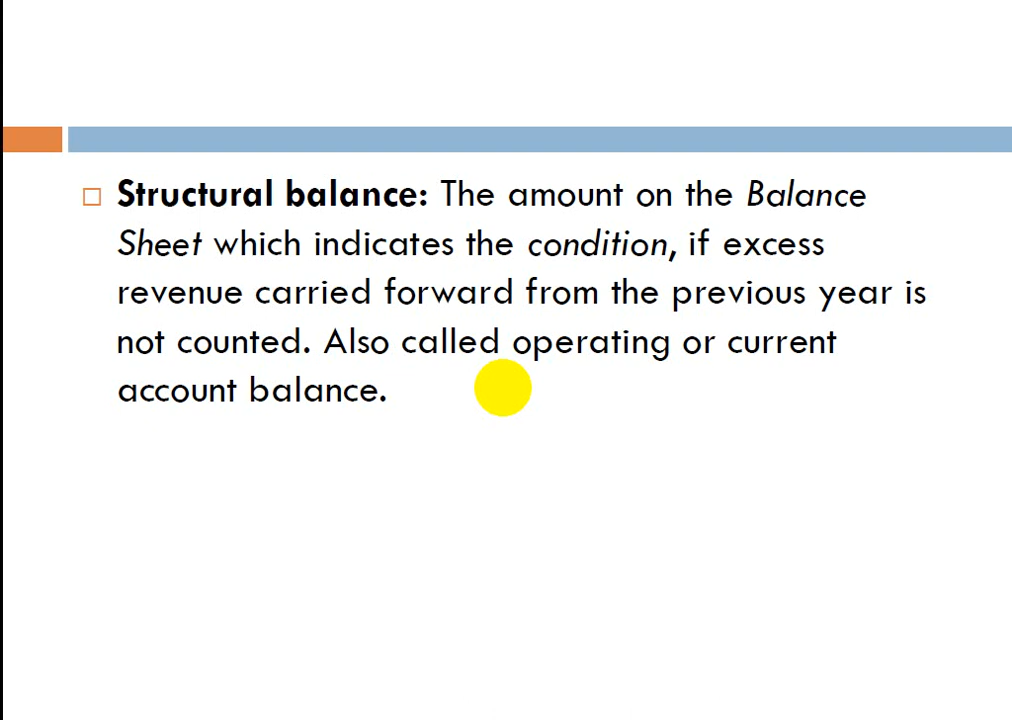 Structural balance: The amount on the Balance
Sheet which indicates the condition, if excess
revenue carried forward from the previous year is
not counted. Also called operating or current
account balance.